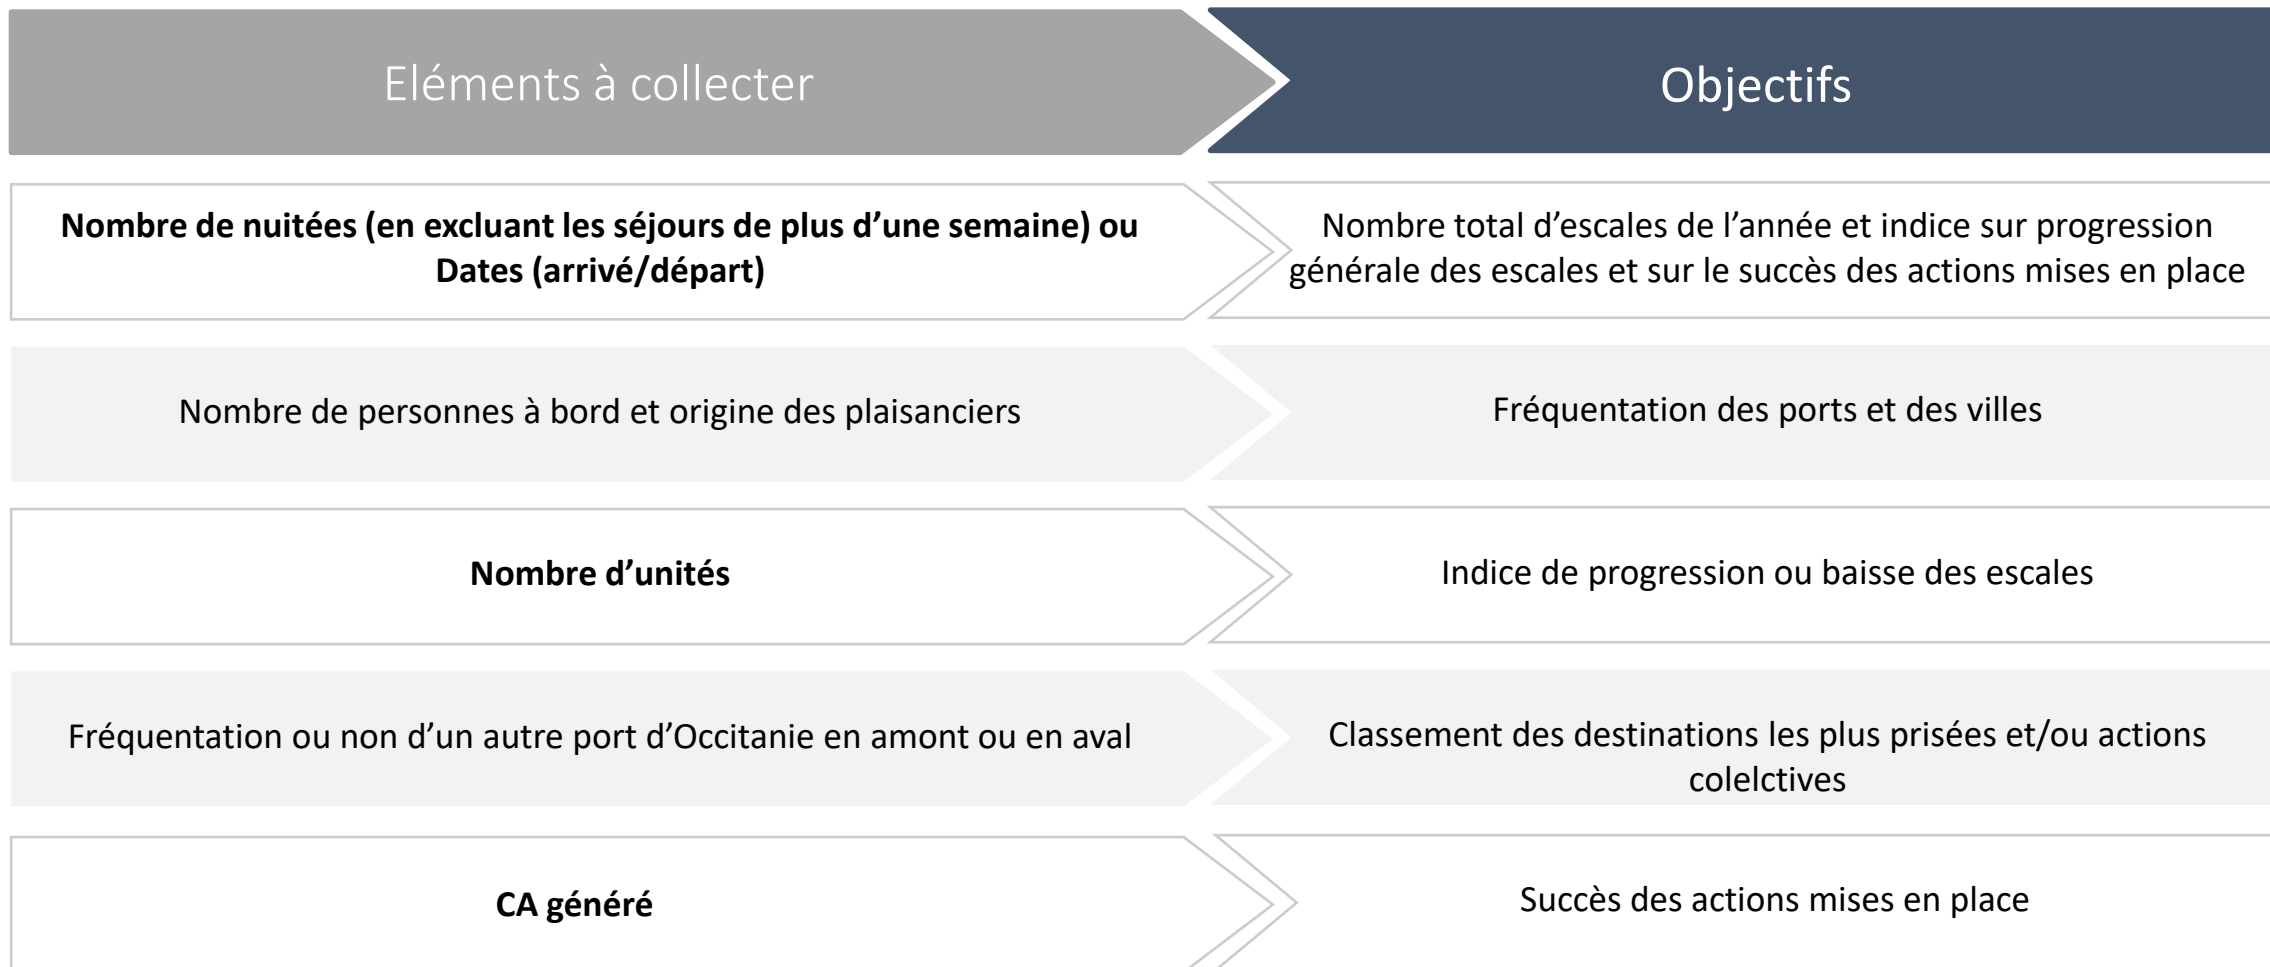 Eléments à collecter
Objectifs
Nombre de nuitées (en excluant les séjours de plus d’une semaine) ou
Dates (arrivé/départ)
Nombre total d’escales de l’année et indice sur progression
générale des escales et sur le succès des actions mises en place
Nombre de personnes à bord et origine des plaisanciers
Fréquentation des ports et des villes
Nombre d’unités
Indice de progression ou baisse des escales
Fréquentation ou non d’un autre port d’Occitanie en amont ou en aval
Classement des destinations les plus prisées et/ou actions
colelctives
CA généré
Succès des actions mises en place